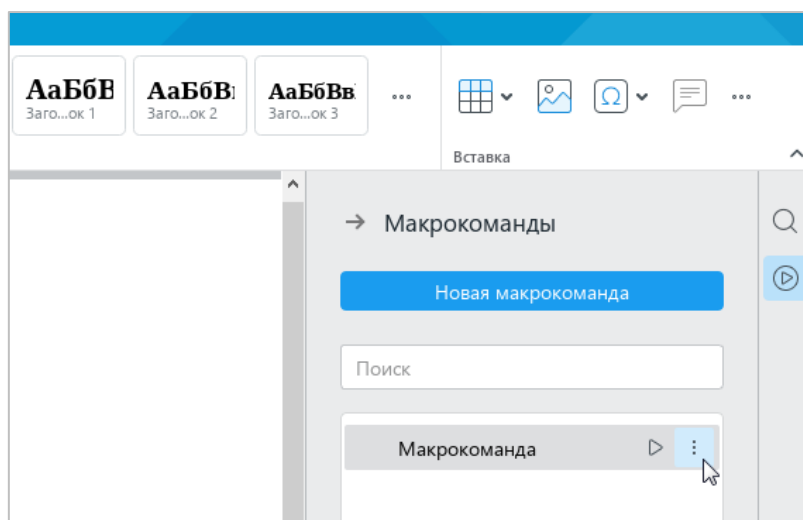 АаБбВ
АаБбВ
АаБбВв
Заго...ок 1
Заго...ок 2
Заго...ок 3
Вставка
Макрокоманды
Новая макрокоманда
Поиск
Макрокоманда